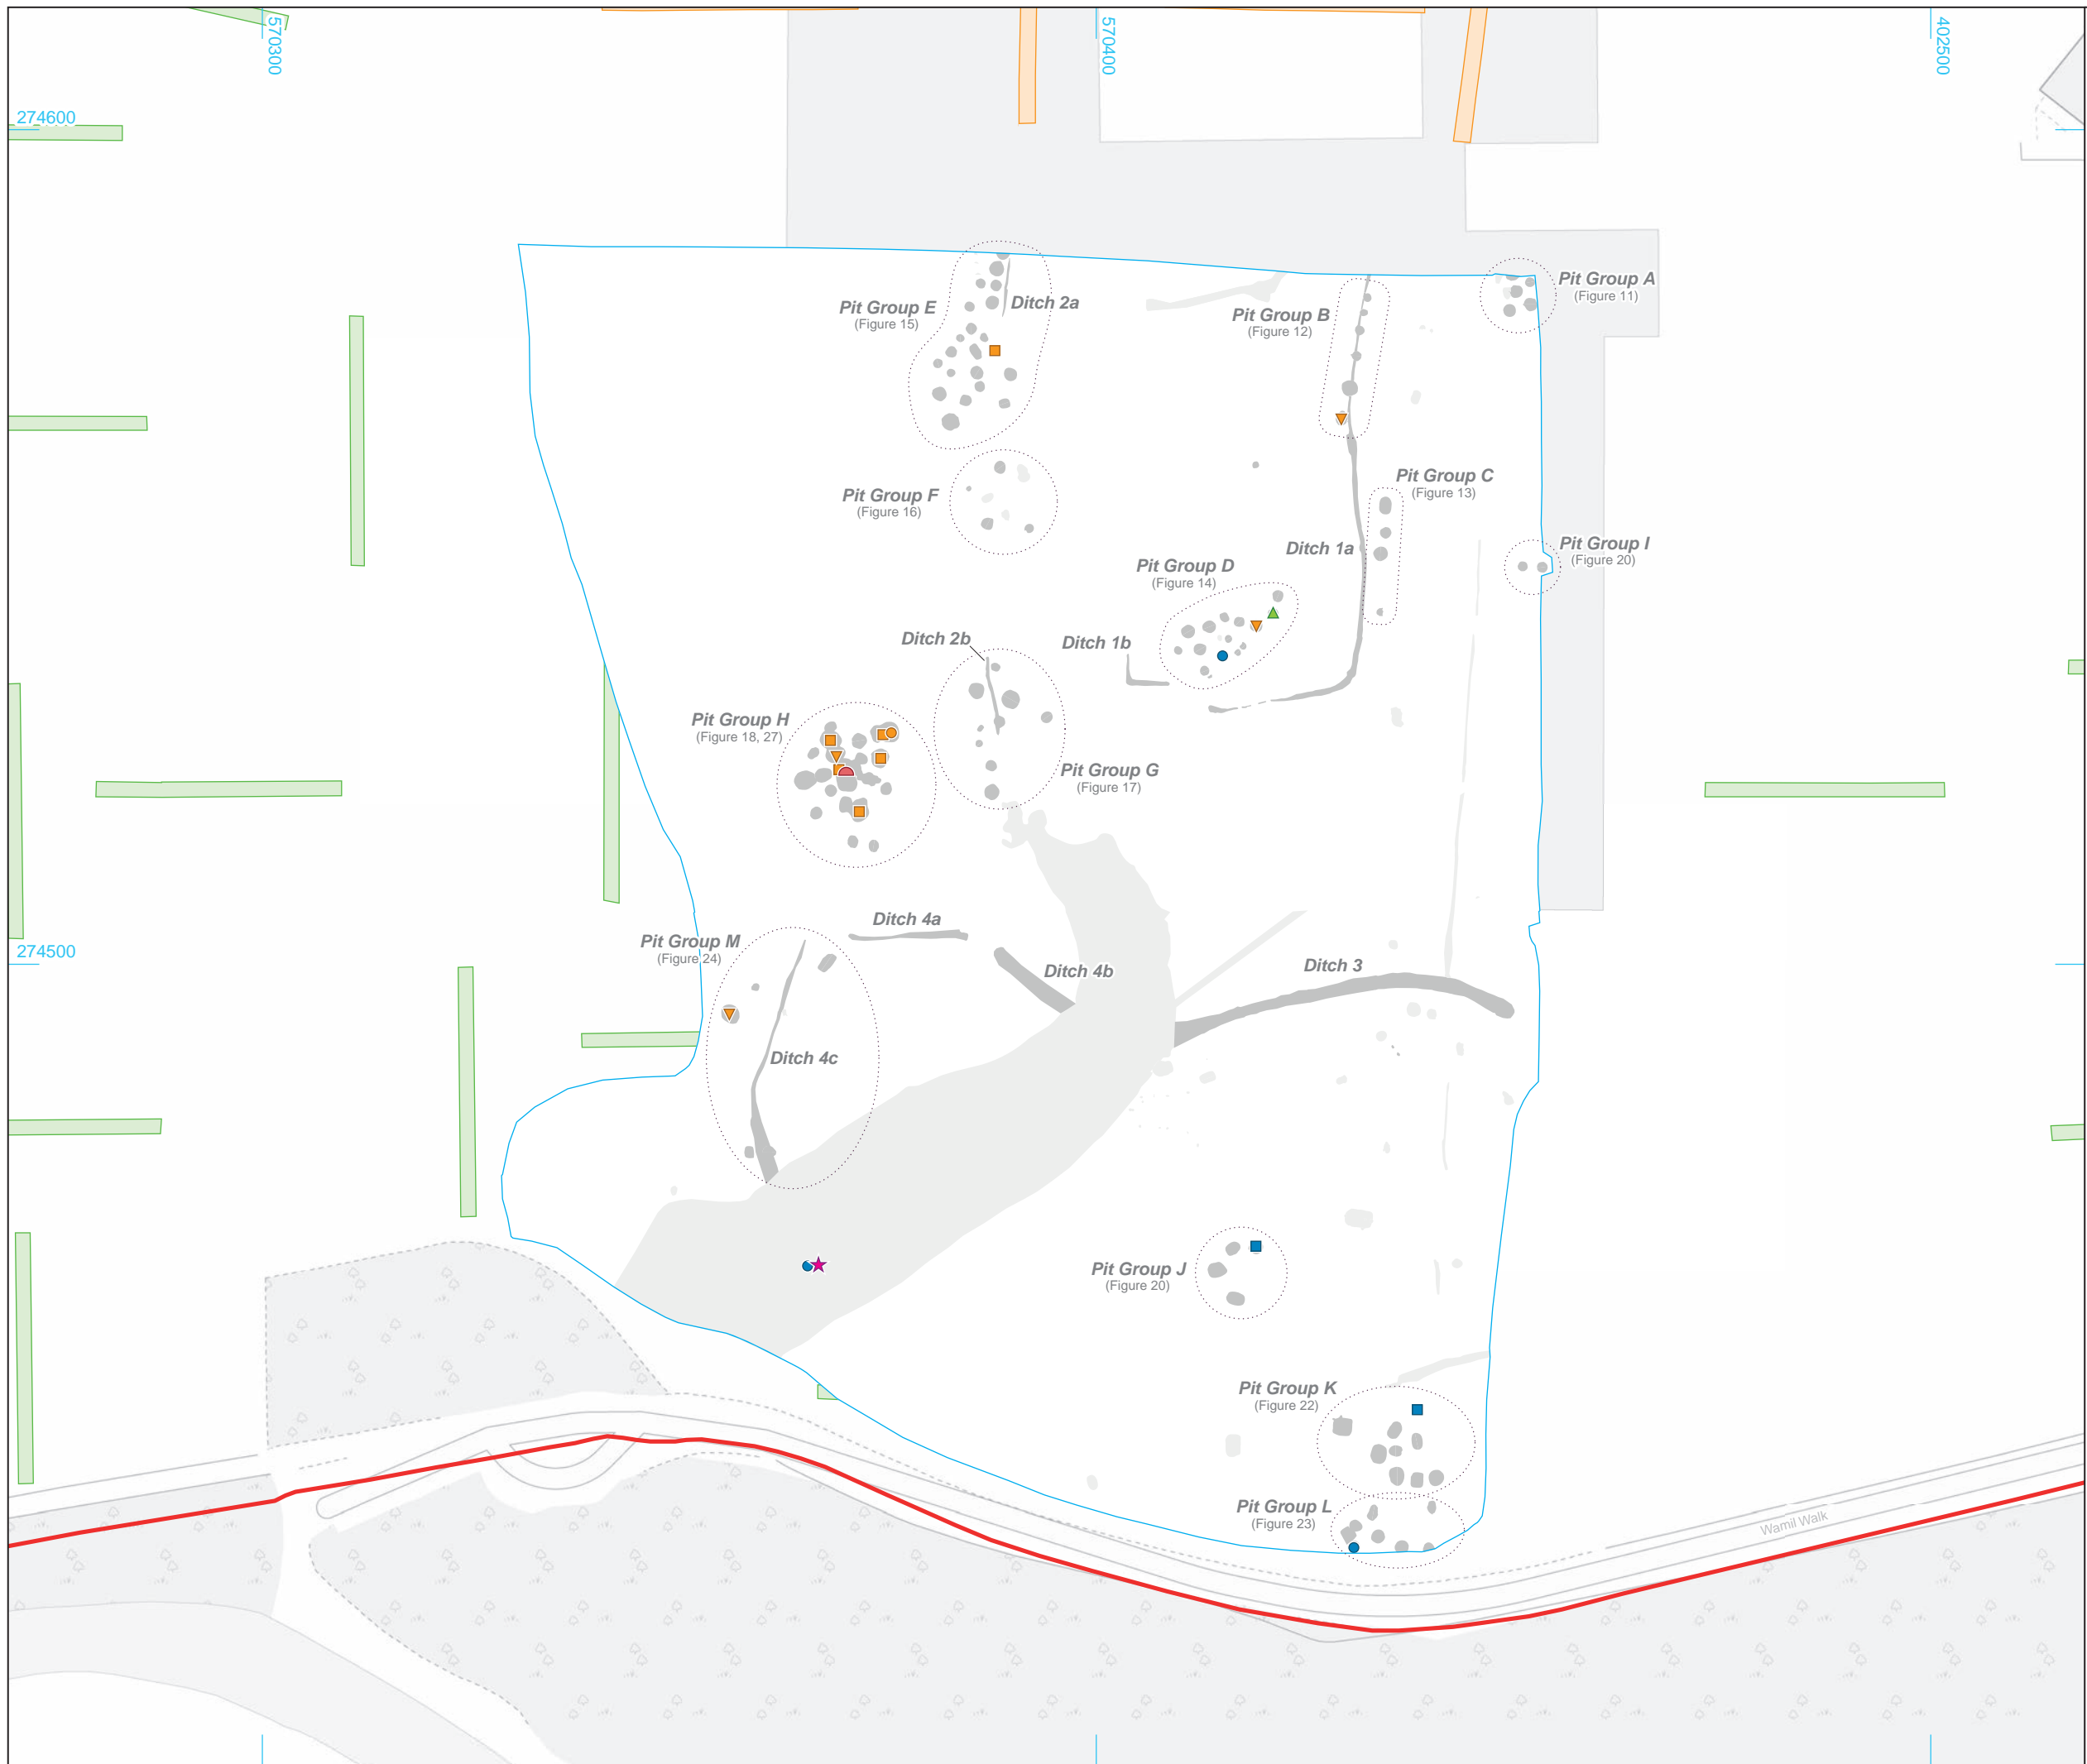 570300
570400
402500
274600
Pit Group A
(Figure 11)
Pit Group E
(Figure 15)
Ditch 2a
Pit Group B
(Figure 12)
Pit Group C
(Figure 13)
Pit Group F
(Figure 16)
Ditch 1a
Pit Group I
(Figure 20)
Pit Group D
(Figure 14)
Ditch 2b
Ditch 1b
Pit Group H
(Figure 18, 27)
Pit Group G
(Figure 17)
Ditch 4a
Pit Group M
(Figure 24)
274500
Ditch 4b
Ditch 3
Ditch 4c
Pit Group J
(Figure 20)
Pit Group K
(Figure 22)
Pit Group L
(Figure 23)
Wamil Walk